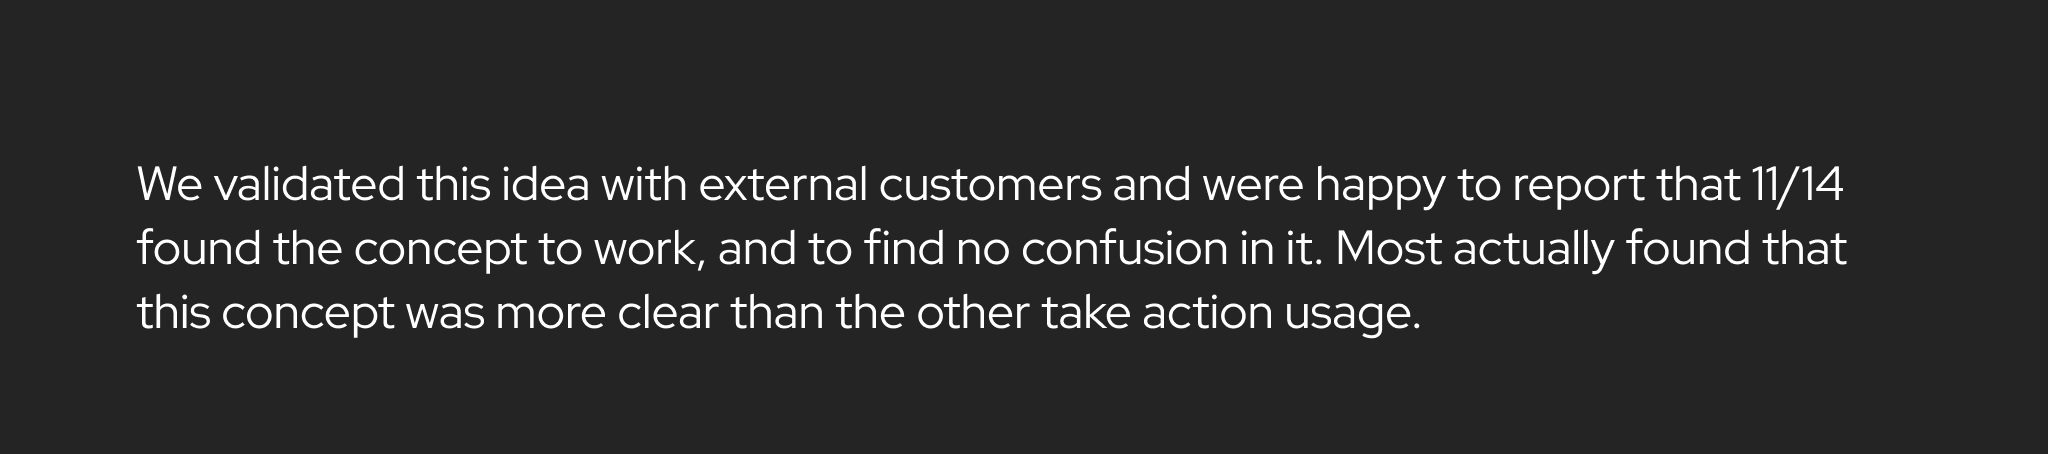 We validated this idea with external customers and were happy to report that 11/14
found the concept to work, and to find no confusion in it. Most actually found that
this concept was more clear than the other take action usage.